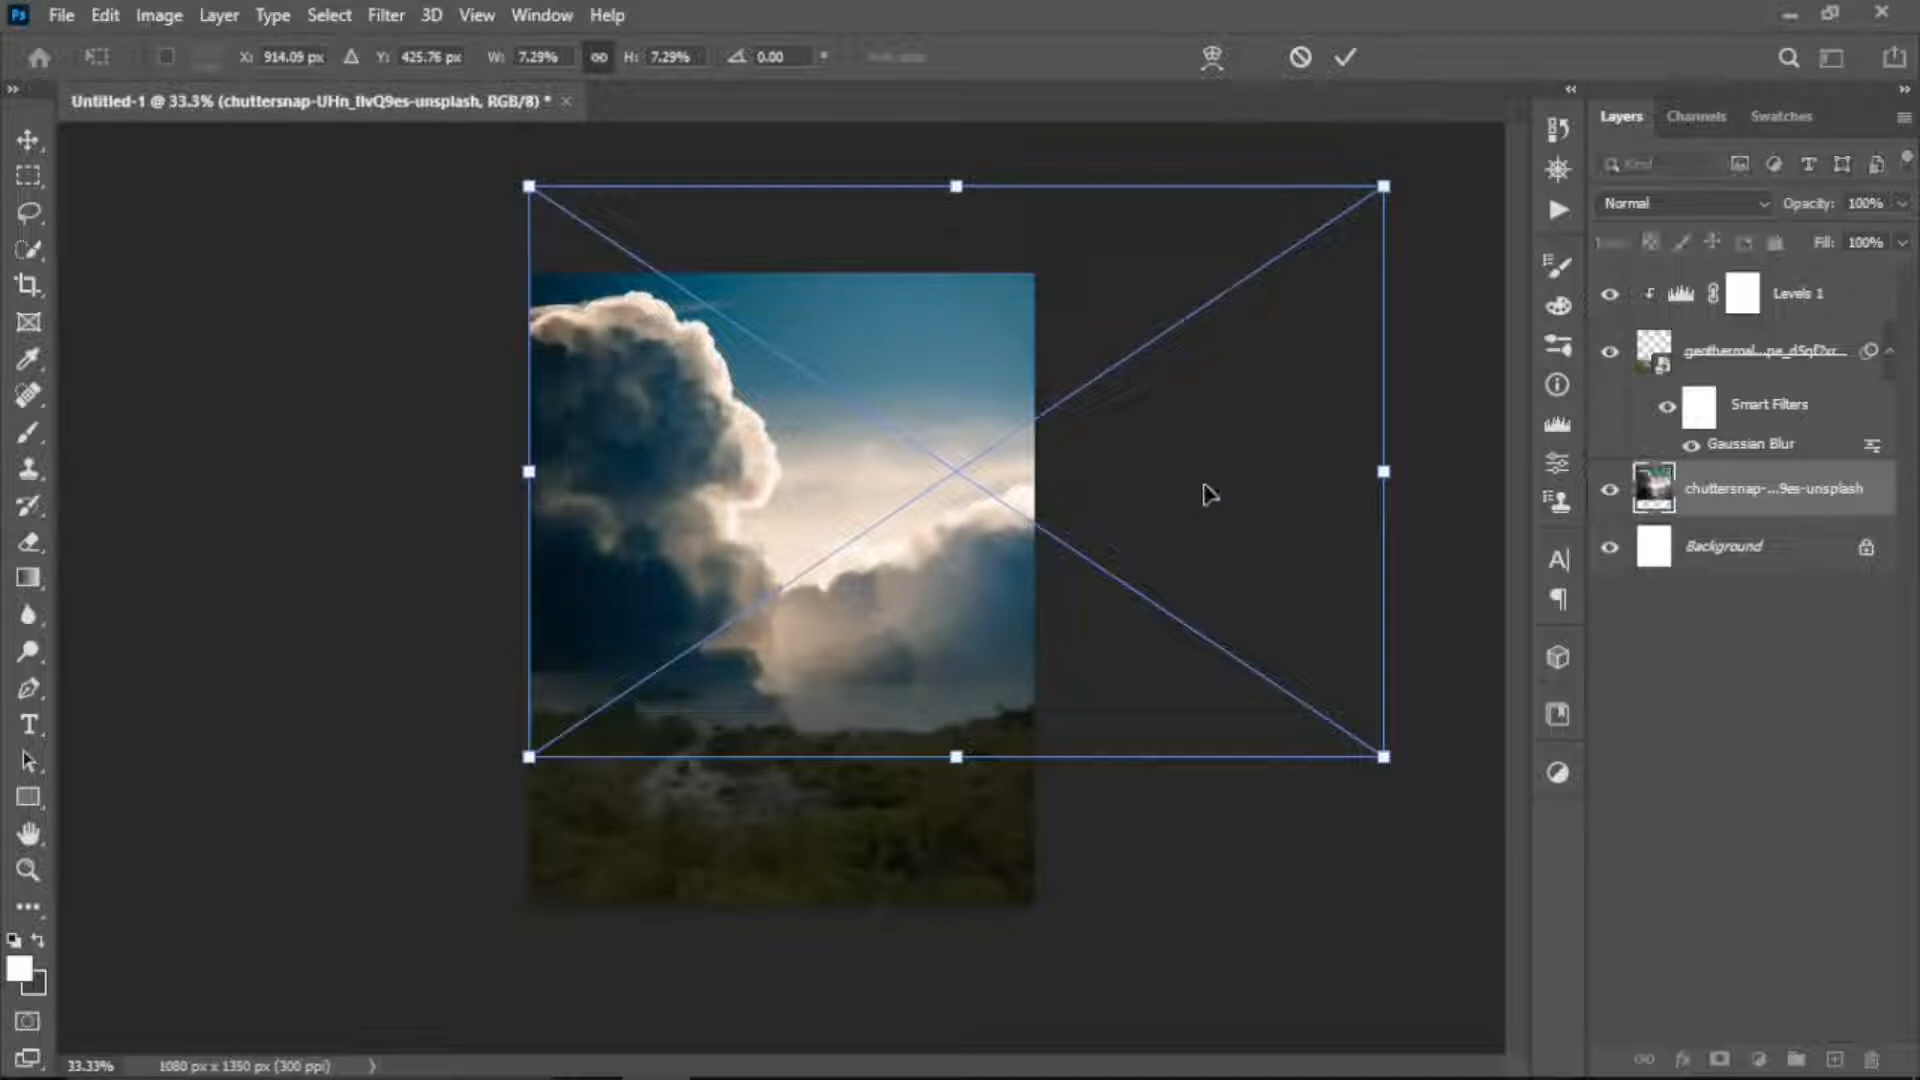 Ps File Edit Image Layer Type Select Filter 3D View Window Help
X: 914.09 px Y: 425.76 px W: 7.29% H: 7.29% 0.00 °
Untitled-1 @ 33.3% (chuttersnap-UHn_IlvQ9es-unsplash, RGB/8) * ×
Layers Channels Swatches
Kind
Normal Opacity: 100%
Fill: 100%
Levels 1
geothermal...pe_d5qf7xr...
Smart Filters
Gaussian Blur
chuttersnap-...9es-unsplash
Background
33.33% 1080 px x 1350 px (300 ppi)